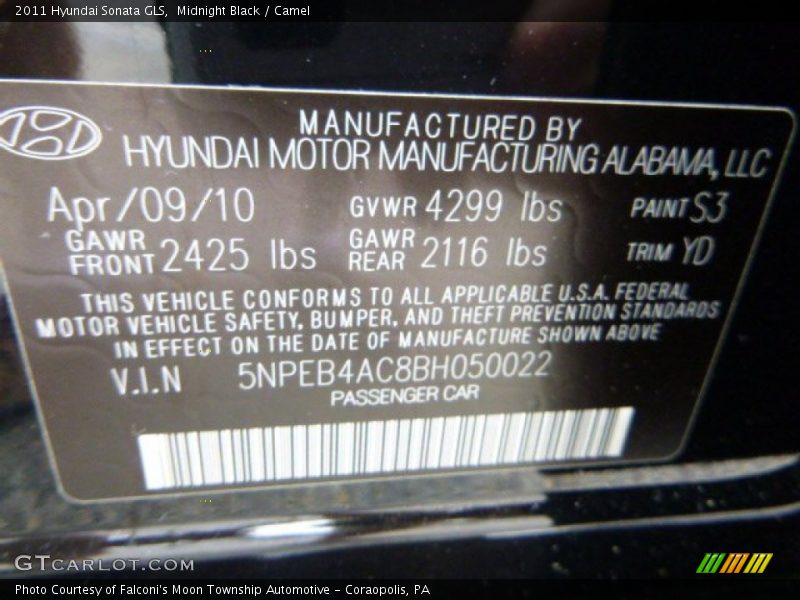 2011 Hyundai Sonata GLS, Midnight Black / Camel
MANUFACTURED BY
HYUNDAI MOTOR MANUFACTURING ALABAMA, LLC
Apr/09/10 GVWR 4299 lbs PAINT S3
GAWR FRONT 2425 lbs GAWR REAR 2116 lbs TRIM YD
THIS VEHICLE CONFORMS TO ALL APPLICABLE U.S.A. FEDERAL
MOTOR VEHICLE SAFETY, BUMPER, AND THEFT PREVENTION STANDARDS
IN EFFECT ON THE DATE OF MANUFACTURE SHOWN ABOVE
V.I.N 5NPEB4AC8BH050022
PASSENGER CAR
GTCARLOT.COM
Photo Courtesy of Falconi's Moon Township Automotive - Coraopolis, PA